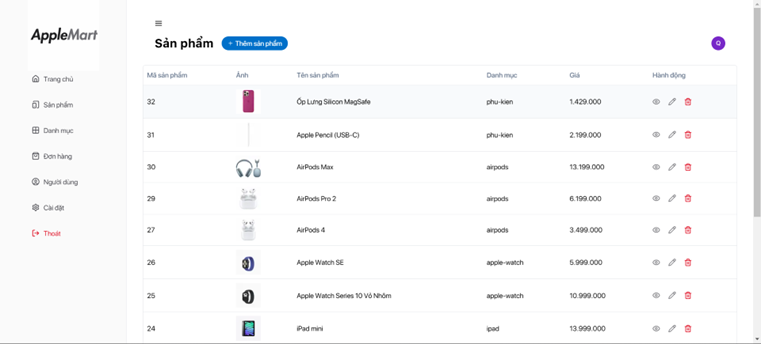 AppleMart
Trang chủ
Sản phẩm
Danh mục
Đơn hàng
Người dùng
Cài đặt
Thoát
Sản phẩm
+ Thêm sản phẩm
Q
Mã sản phẩm Ảnh Tên sản phẩm Danh mục Giá Hành động
32 Ốp Lưng Silicon MagSafe phu-kien 1.429.000
31 Apple Pencil (USB-C) phu-kien 2.199.000
30 AirPods Max airpods 13.199.000
29 AirPods Pro 2 airpods 6.199.000
27 AirPods 4 airpods 3.499.000
26 Apple Watch SE apple-watch 5.999.000
25 Apple Watch Series 10 Vỏ Nhôm apple-watch 10.999.000
24 iPad mini ipad 13.999.000